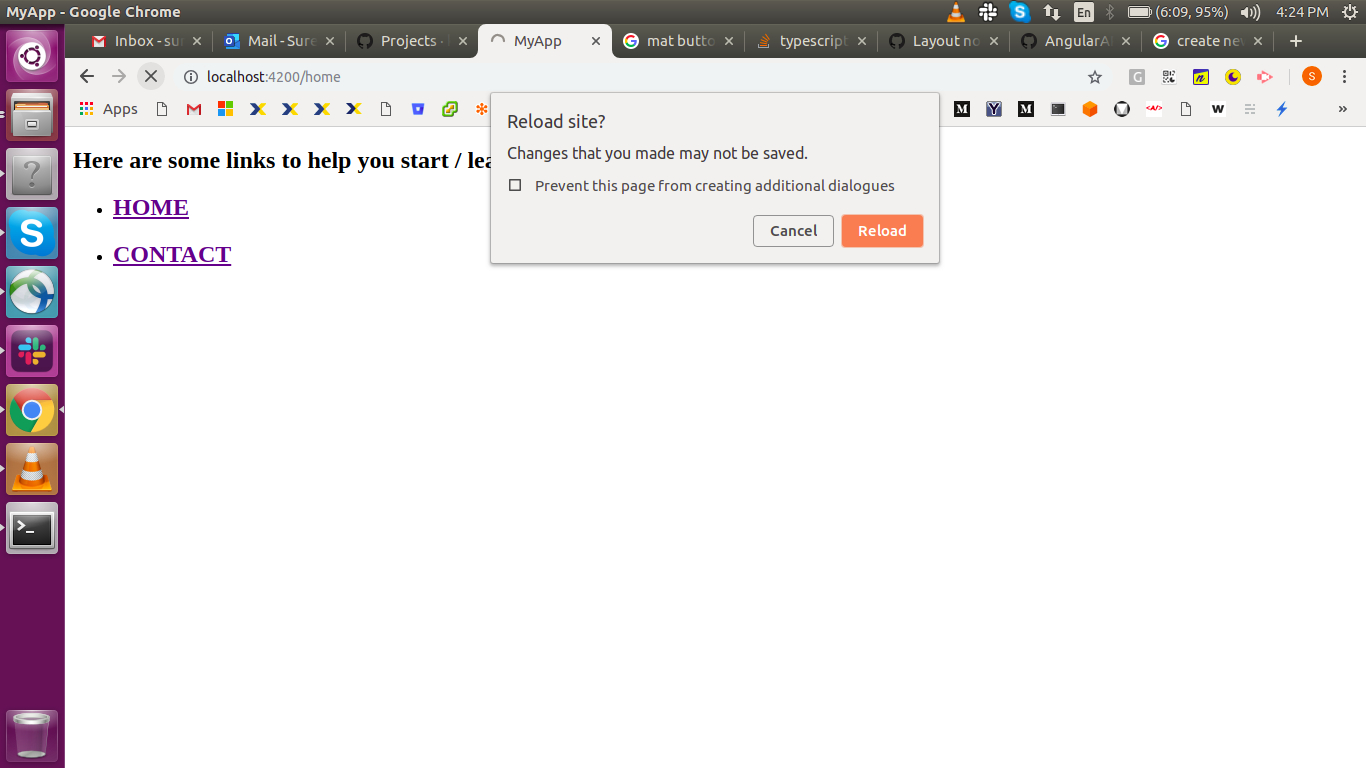 MyApp - Google Chrome
En
(6:09, 95%)
4:24 PM
Inbox - su
Mail - Sure
Projects -
MyApp
mat butto
typescript
Layout no
AngularA
create ne
localhost:4200/home
S
Apps
Reload site?
Changes that you made may not be saved.
Prevent this page from creating additional dialogues
Cancel
Reload
Here are some links to help you start / lea
HOME
CONTACT